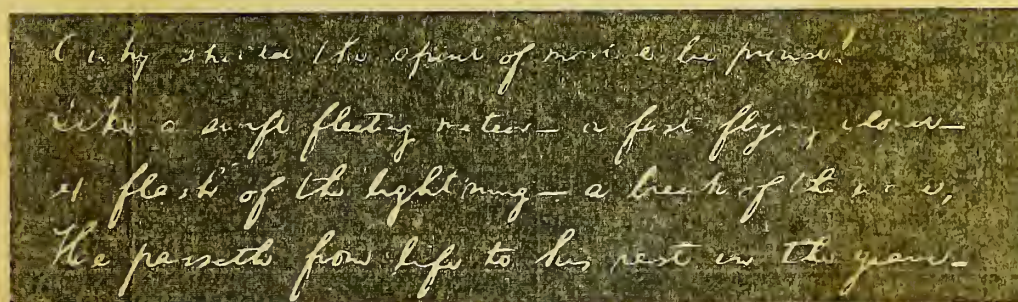 O why should the spirit of mortal be proud!
Like a swift fleeting meteor— a fast flying cloud—
A flash of the lightning— a break of the wave,
He passeth from life to his rest in the grave—